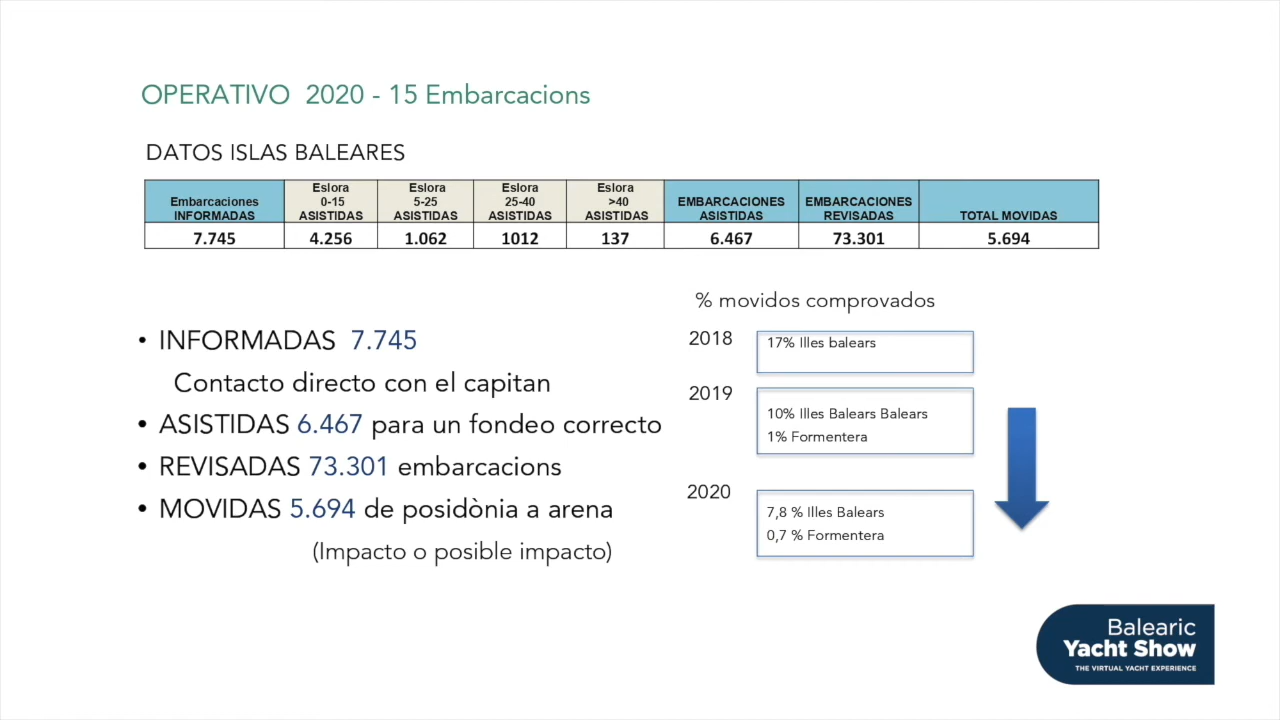 OPERATIVO 2020 - 15 Embarcacions
DATOS ISLAS BALEARES
Embarcaciones INFORMADAS
Eslora 0-15 ASISTIDAS
Eslora 5-25 ASISTIDAS
Eslora 25-40 ASISTIDAS
Eslora >40 ASISTIDAS
EMBARCACIONES ASISTIDAS
EMBARCACIONES REVISADAS
TOTAL MOVIDAS
7.745 4.256 1.062 1012 137 6.467 73.301 5.694
• INFORMADAS 7.745
Contacto directo con el capitan
• ASISTIDAS 6.467 para un fondeo correcto
• REVISADAS 73.301 embarcacions
• MOVIDAS 5.694 de posidònia a arena
(Impacto o posible impacto)
% movidos comprovados
2018
17% Illes balears
2019
10% Illes Balears Balears
1% Formentera
2020
7,8 % Illes Balears
0,7 % Formentera
Balearic
Yacht Show
THE VIRTUAL YACHT EXPERIENCE